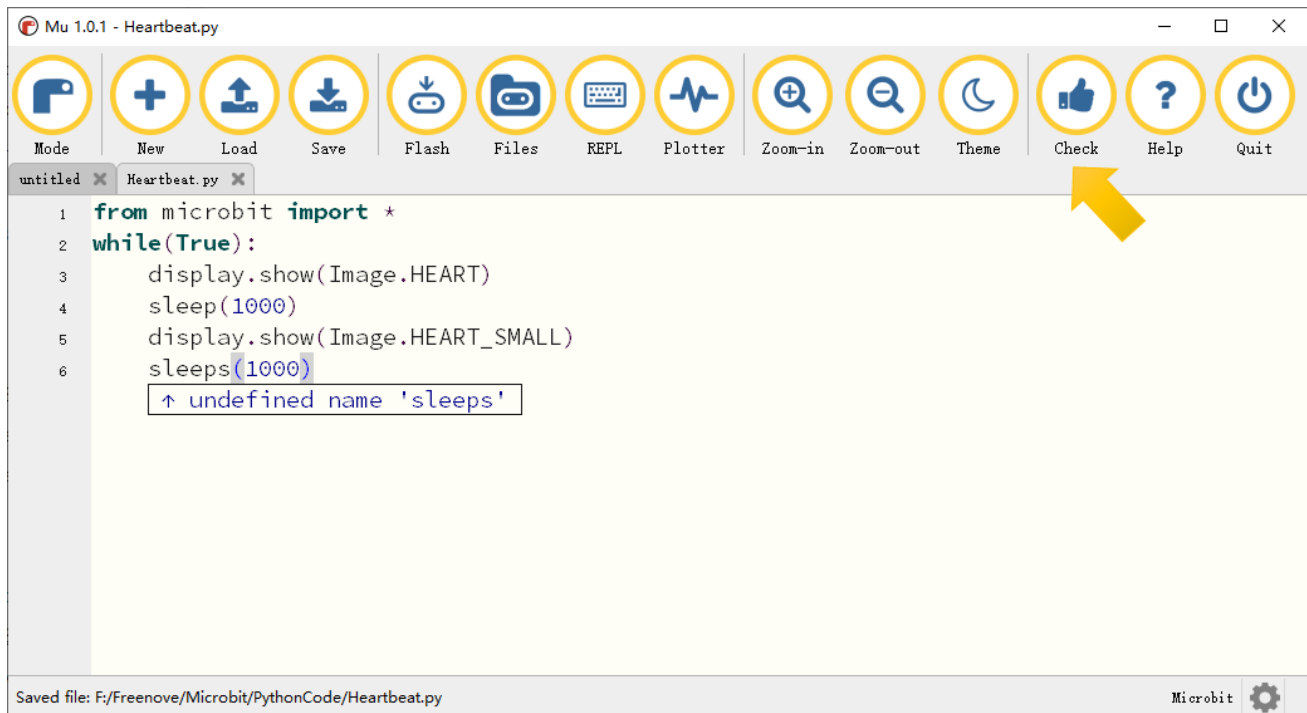 Mu 1.0.1 - Heartbeat.py
Mode New Load Save Flash Files REPL Plotter Zoom-in Zoom-out Theme Check Help Quit
untitled Heartbeat.py
1 from microbit import *
2 while(True):
3 display.show(Image.HEART)
4 sleep(1000)
5 display.show(Image.HEART_SMALL)
6 sleeps(1000)
↑ undefined name 'sleeps'
Saved file: F:/Freenove/Microbit/PythonCode/Heartbeat.py Microbit